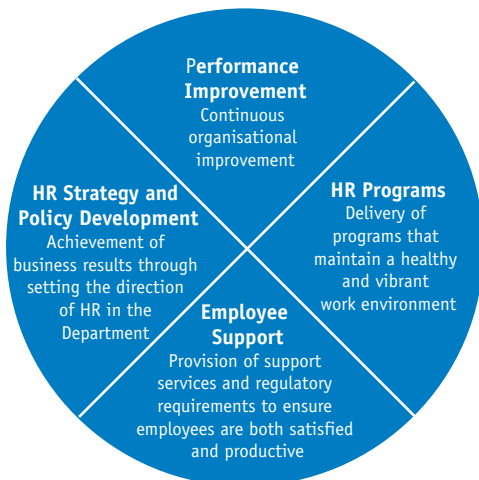 Performance
Improvement
Continuous
organisational
improvement
HR Strategy and
Policy Development
Achievement of
business results through
setting the direction
of HR in the
Department
HR Programs
Delivery of
programs that
maintain a healthy
and vibrant
work environment
Employee
Support
Provision of support
services and regulatory
requirements to ensure
employees are both satisfied
and productive